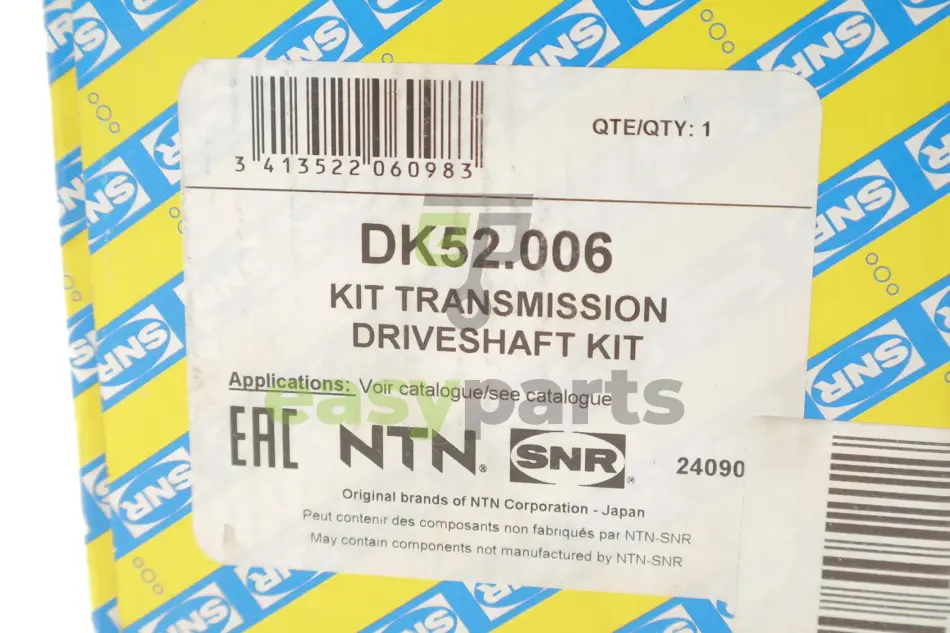 SNR
QTE/QTY: 1
3 413522 060983
DK52.006
KIT TRANSMISSION
DRIVESHAFT KIT
Applications: Voir catalogue/see catalogue
easyparts
EAC NTN® SNR® 24090
Original brands of NTN Corporation - Japan
Peut contenir des composants non fabriqués par NTN-SNR
May contain components not manufactured by NTN-SNR